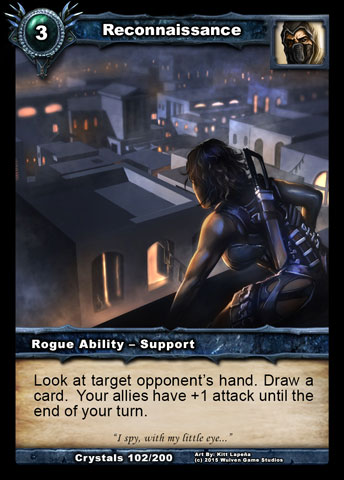 3
Reconnaissance
Rogue Ability – Support
Look at target opponent's hand. Draw a
card. Your allies have +1 attack until the
end of your turn.
"I spy, with my little eye..."
Crystals 102/200
Art By: Kitt Lapeña
(c) 2015 Wulven Game Studios